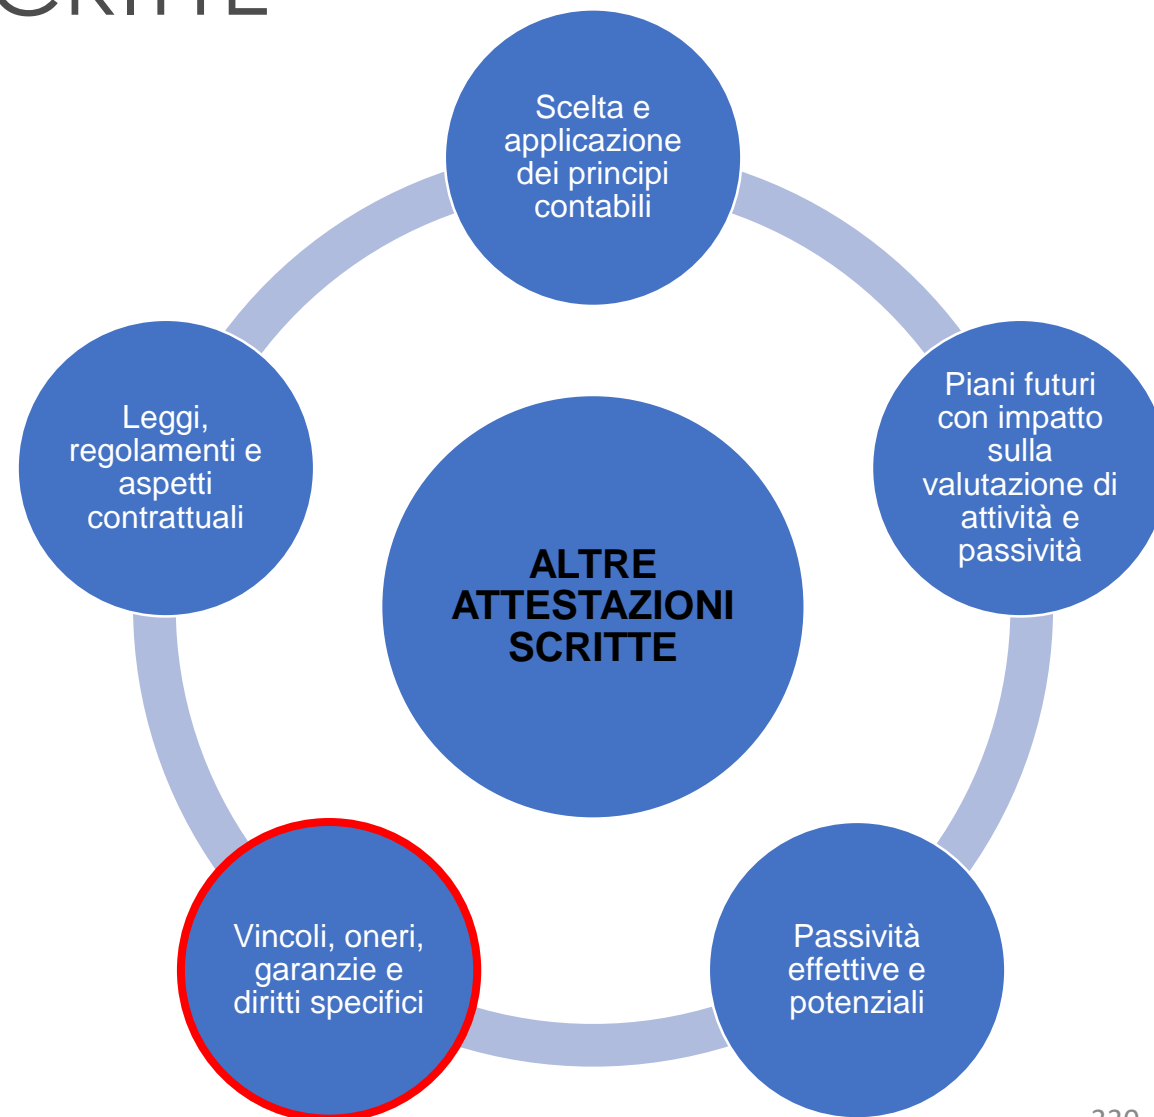 Scelta e
applicazione
dei principi
contabili
Piani futuri
con impatto
sulla
valutazione di
attività e
passività
Leggi,
regolamenti e
aspetti
contrattuali
ALTRE
ATTESTAZIONI
SCRITTE
Vincoli, oneri,
garanzie e
diritti specifici
Passività
effettive e
potenziali